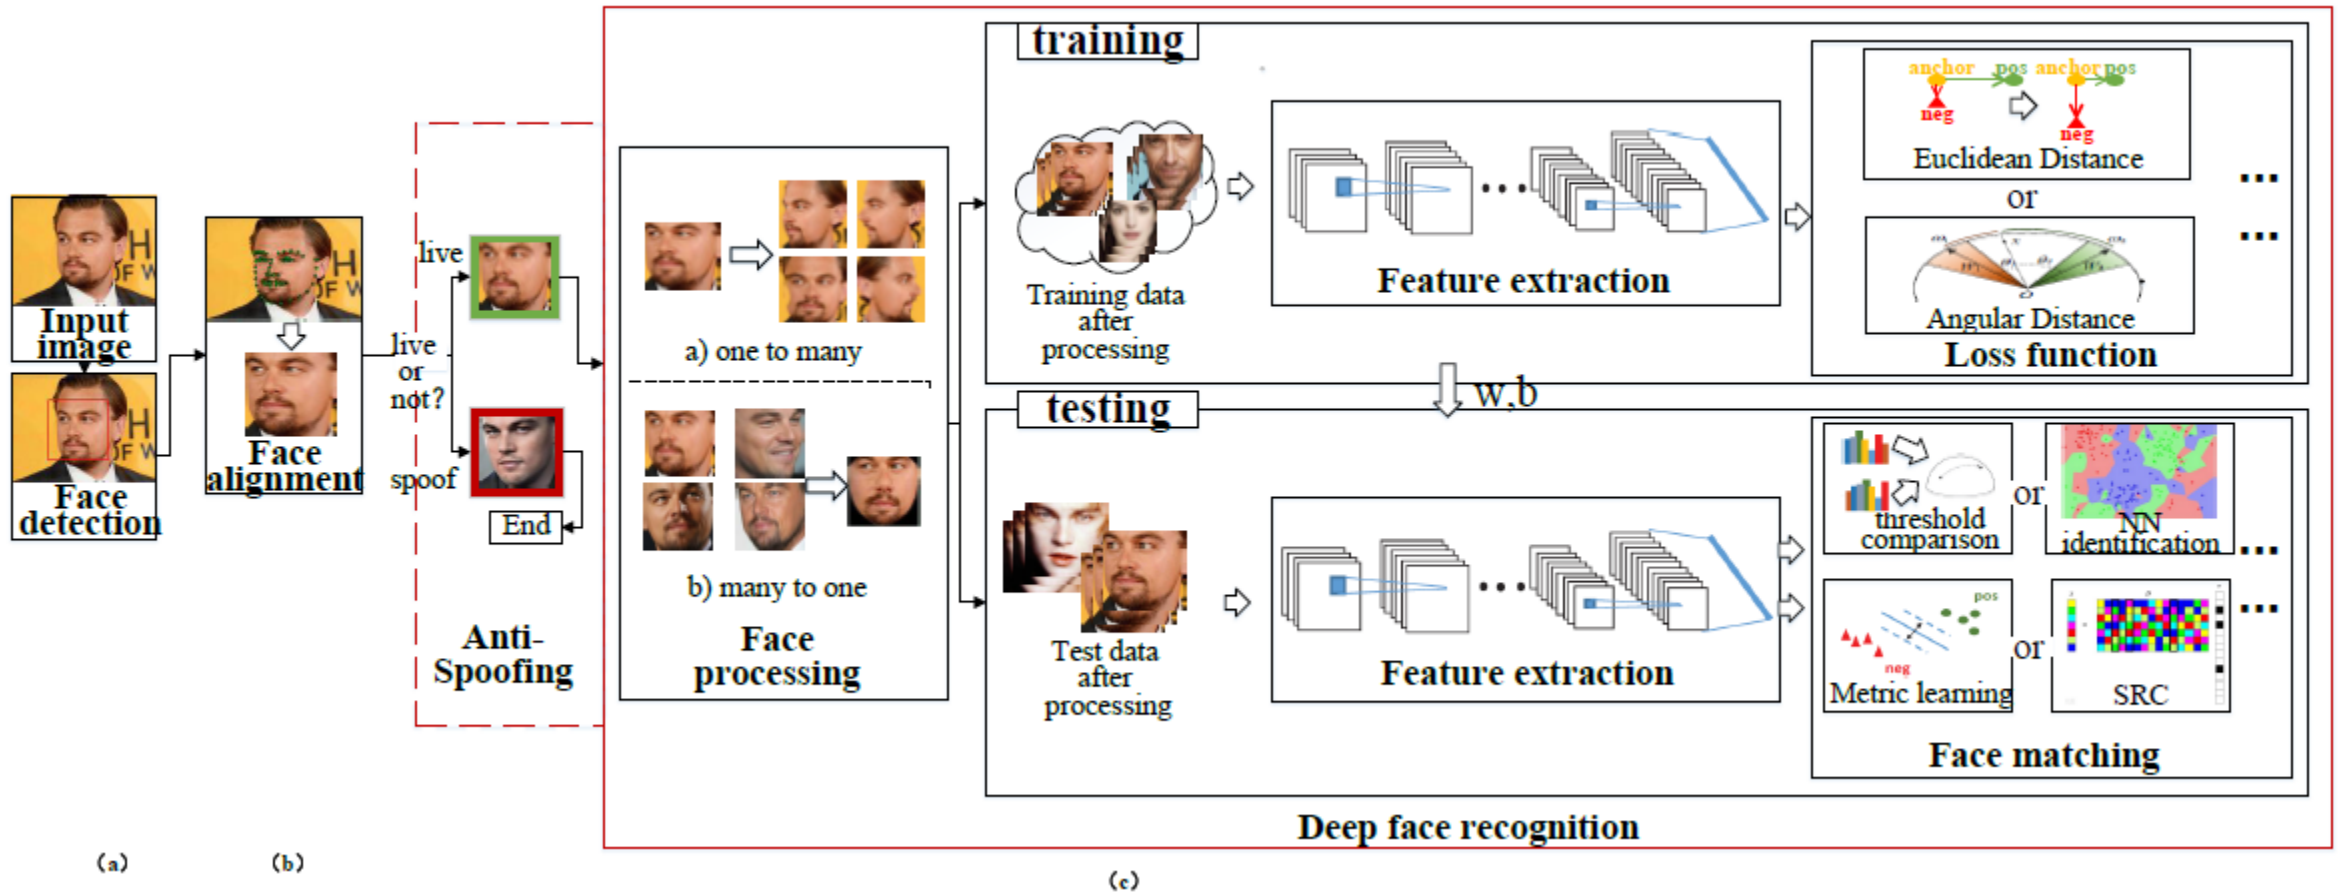 Input
image
Face
detection
Face
alignment
live
live
or
not?
spoof
End
Anti-
Spoofing
a) one to many
b) many to one
Face
processing
training
Training data
after
processing
Feature extraction
anchor pos anchor pos
neg
neg
Euclidean Distance
or
Angular Distance
Loss function
...
...
w,b
testing
Test data
after
processing
Feature extraction
threshold
comparison
or
NN
identification
...
pos
neg
Metric learning
or
SRC
...
Face matching
Deep face recognition
(a)
(b)
(c)